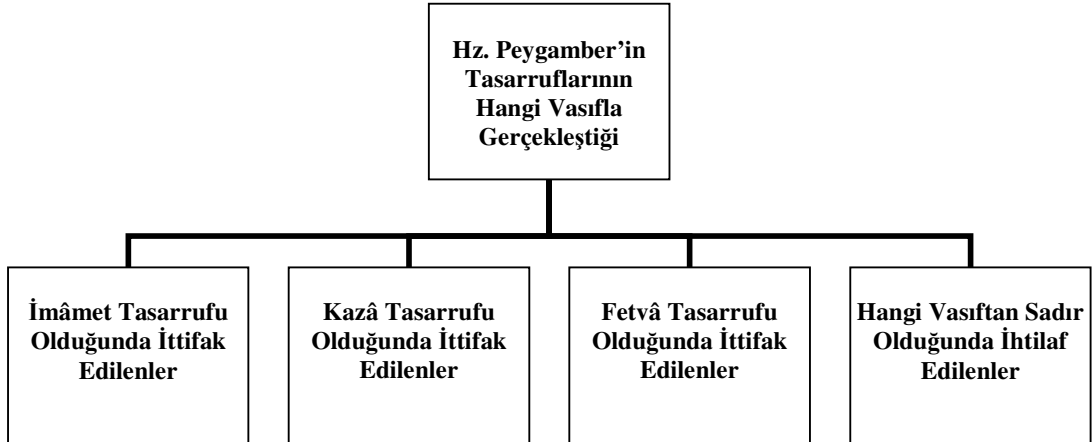 Hz. Peygamber’in
Tasarruflarının
Hangi Vasıfla
Gerçekleştiği
İmâmet Tasarrufu
Olduğunda İttifak
Edilenler
Kazâ Tasarrufu
Olduğunda İttifak
Edilenler
Fetvâ Tasarrufu
Olduğunda İttifak
Edilenler
Hangi Vasıftan Sadır
Olduğunda İhtilaf
Edilenler